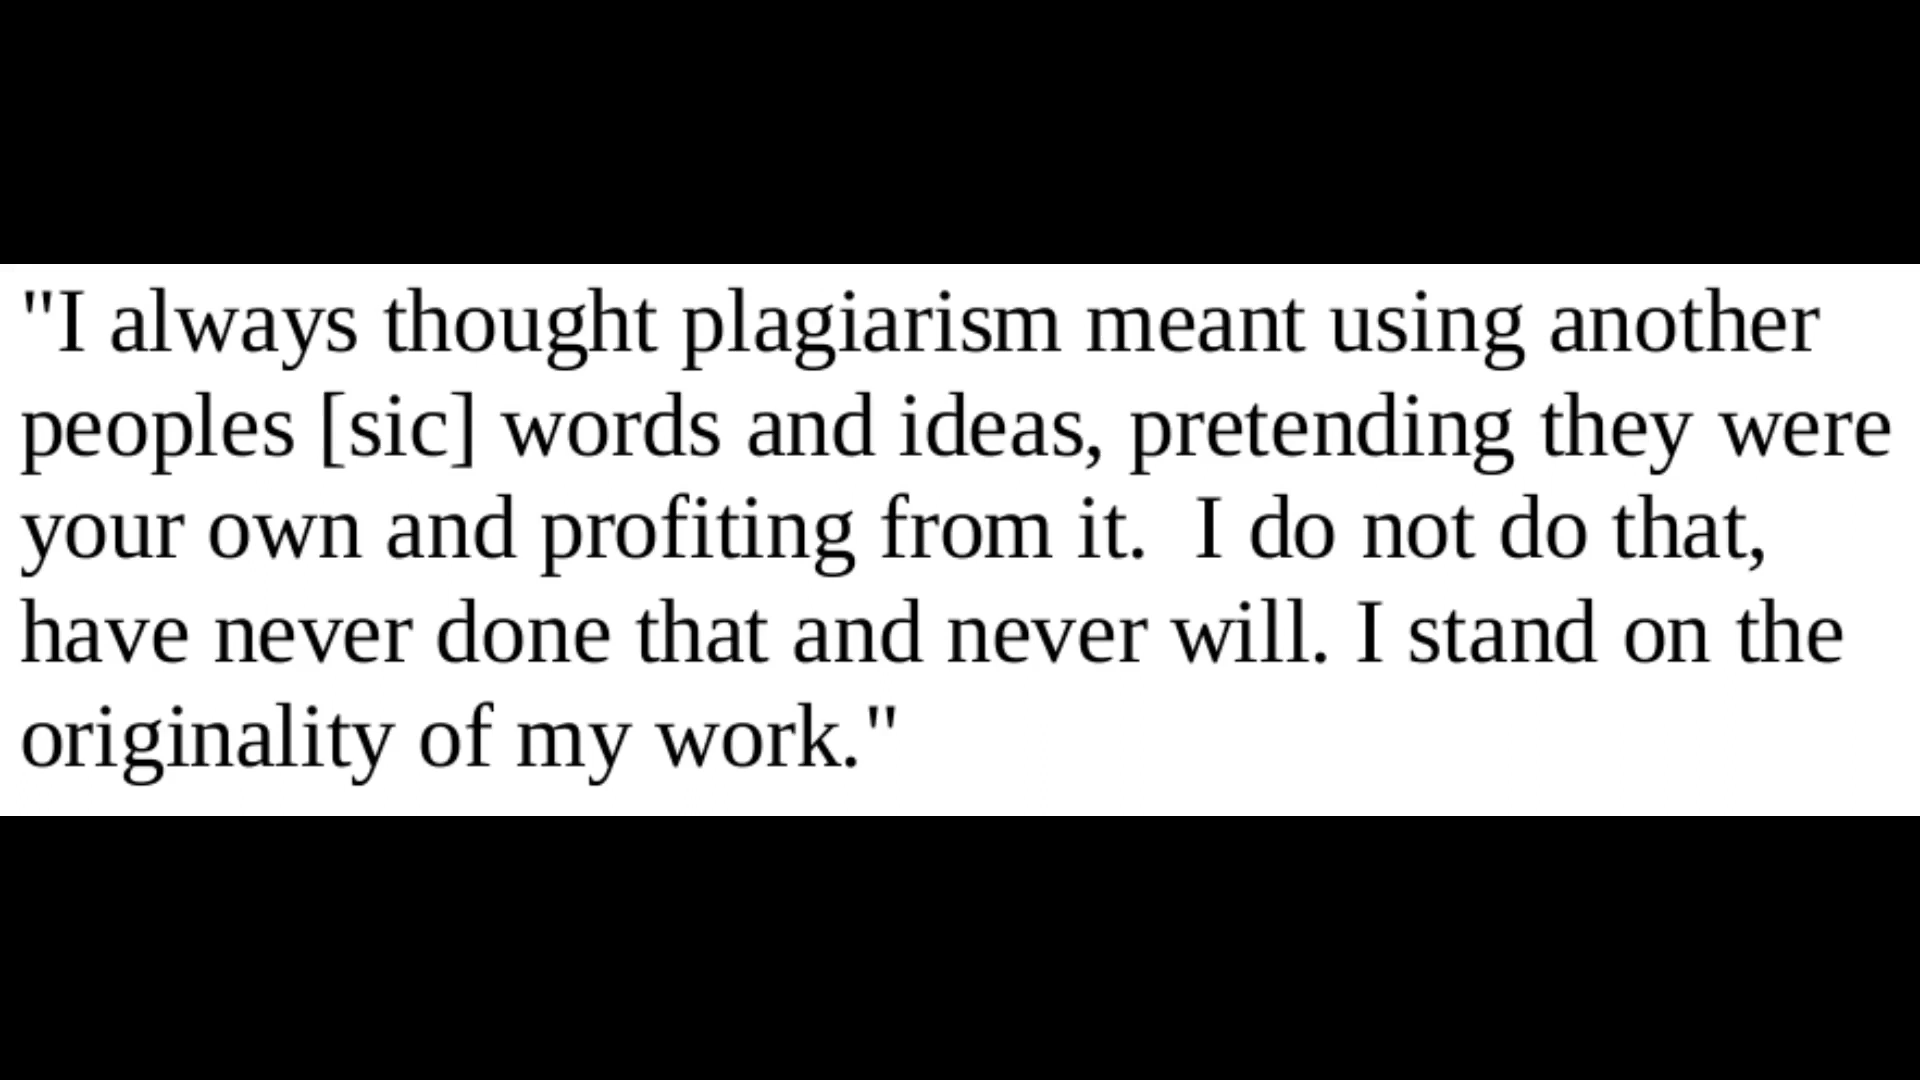 "I always thought plagiarism meant using another
peoples [sic] words and ideas, pretending they were
your own and profiting from it.  I do not do that,
have never done that and never will. I stand on the
originality of my work."